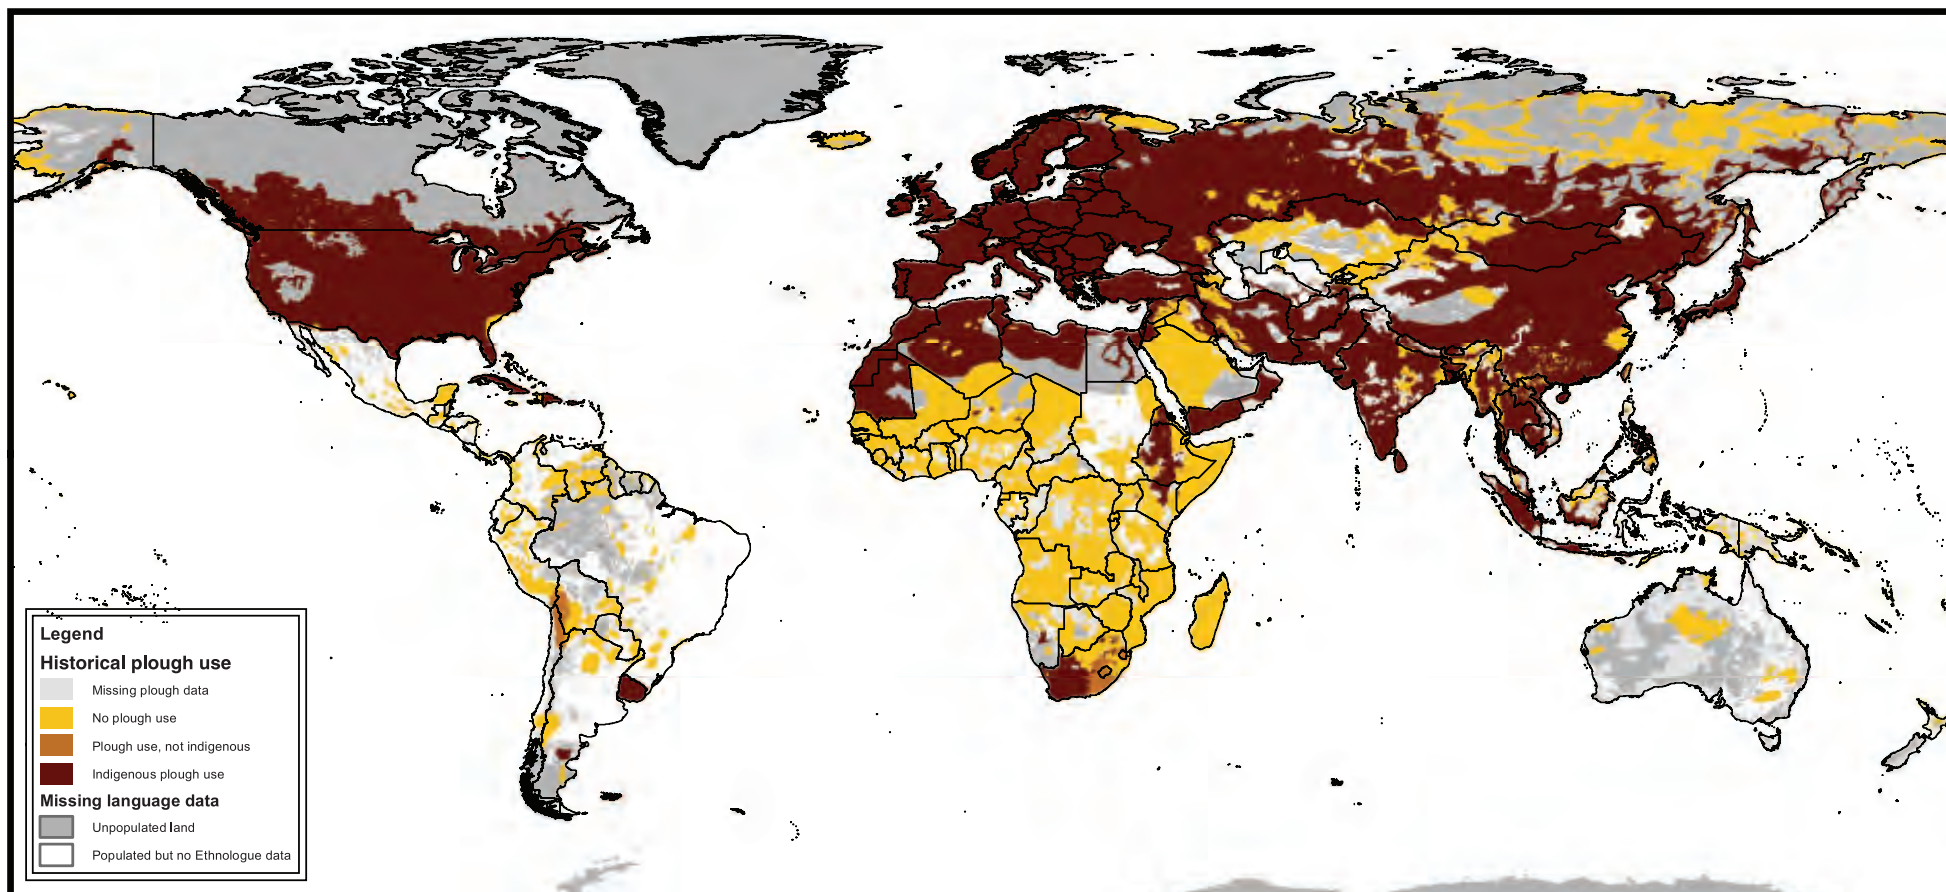 Legend
Historical plough use
Missing plough data
No plough use
Plough use, not indigenous
Indigenous plough use
Missing language data
Unpopulated land
Populated but no Ethnologue data